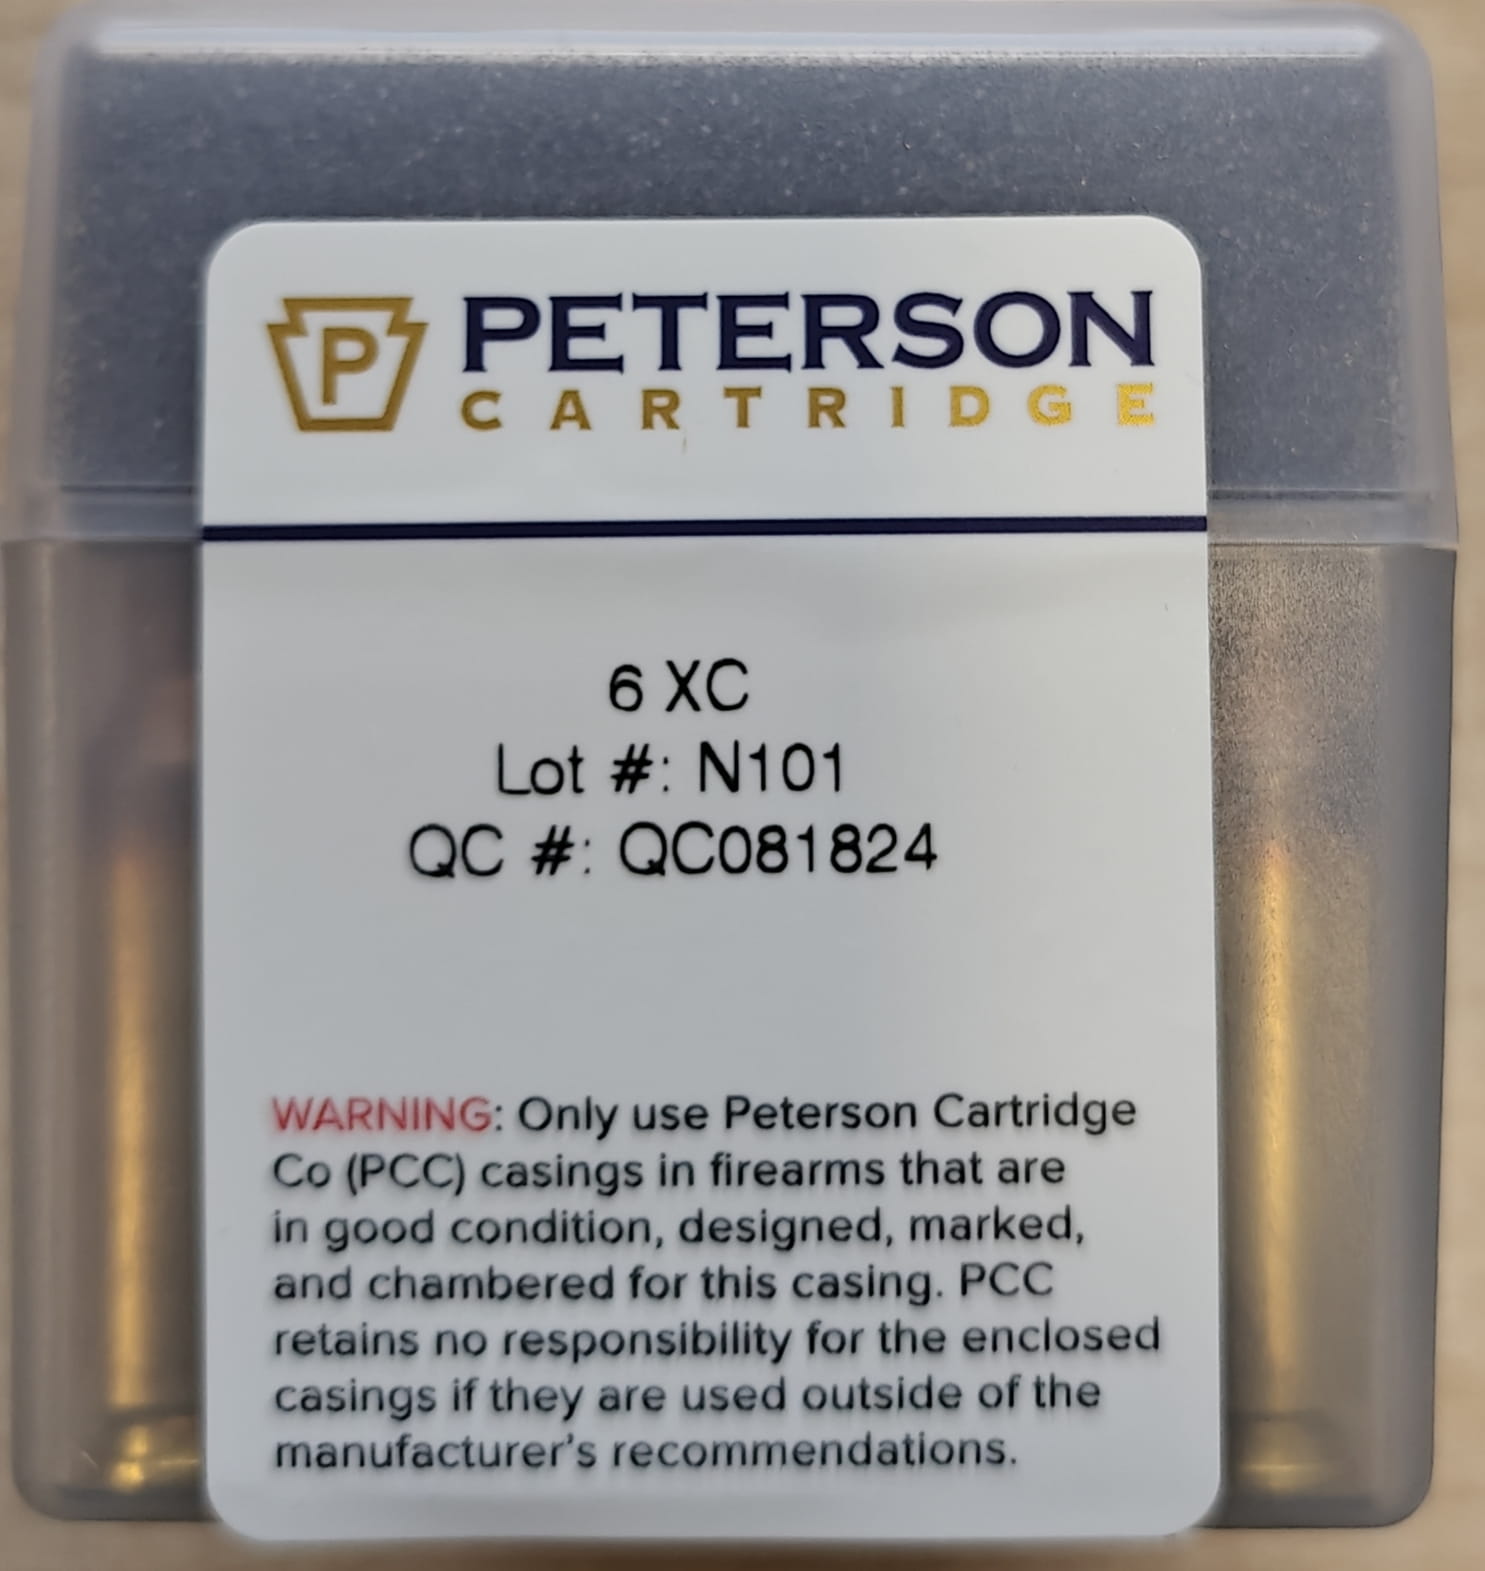 P
PETERSON
CARTRIDGE
6 XC
Lot #: N101
QC #: QC081824
WARNING: Only use Peterson Cartridge
Co (PCC) casings in firearms that are
in good condition, designed, marked,
and chambered for this casing. PCC
retains no responsibility for the enclosed
casings if they are used outside of the
manufacturer's recommendations.